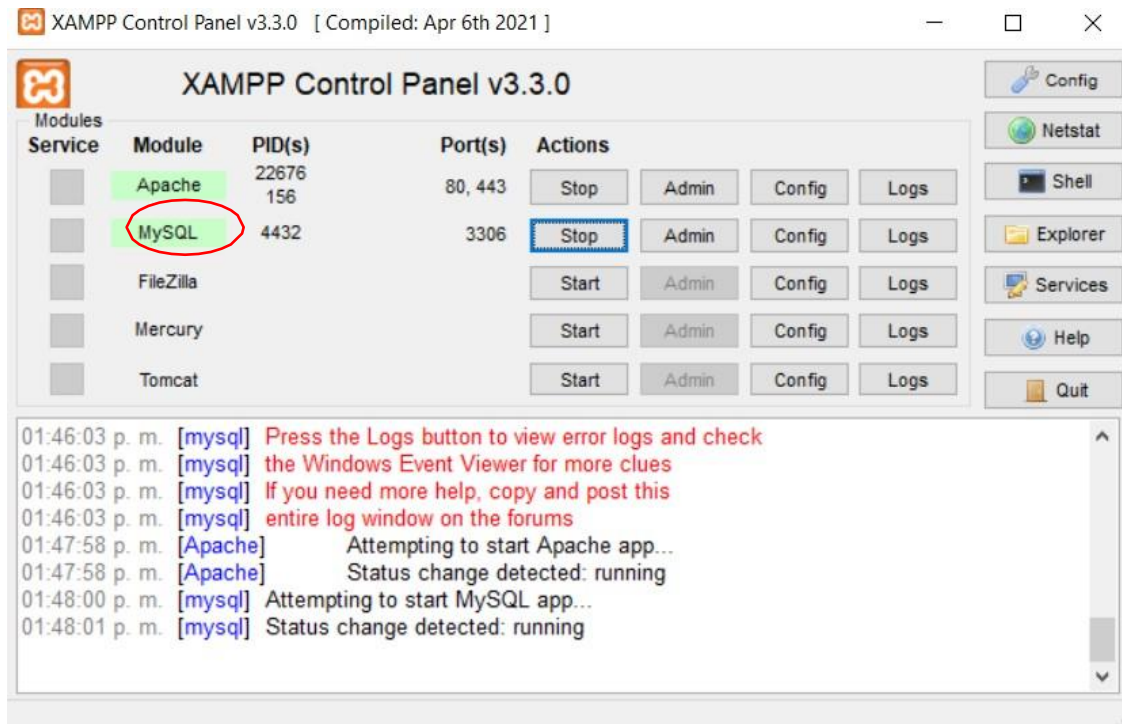 XAMPP Control Panel v3.3.0 [ Compiled: Apr 6th 2021 ]
XAMPP Control Panel v3.3.0
Config
Modules
Service Module PID(s) Port(s) Actions
Netstat
Apache 22676 156 80, 443 Stop Admin Config Logs
Shell
MySQL 4432 3306 Stop Admin Config Logs
Explorer
FileZilla Start Admin Config Logs
Services
Mercury Start Admin Config Logs
Help
Tomcat Start Admin Config Logs
Quit
01:46:03 p. m. [mysql] Press the Logs button to view error logs and check
01:46:03 p. m. [mysql] the Windows Event Viewer for more clues
01:46:03 p. m. [mysql] If you need more help, copy and post this
01:46:03 p. m. [mysql] entire log window on the forums
01:47:58 p. m. [Apache] Attempting to start Apache app...
01:47:58 p. m. [Apache] Status change detected: running
01:48:00 p. m. [mysql] Attempting to start MySQL app...
01:48:01 p. m. [mysql] Status change detected: running